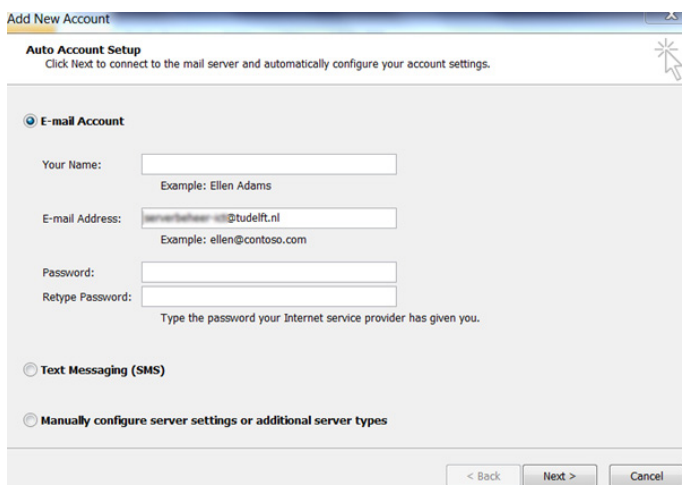 Add New Account
Auto Account Setup
Click Next to connect to the mail server and automatically configure your account settings.
E-mail Account
Your Name:
Example: Ellen Adams
E-mail Address: @tudelft.nl
Example: ellen@contoso.com
Password:
Retype Password:
Type the password your Internet service provider has given you.
Text Messaging (SMS)
Manually configure server settings or additional server types
< Back Next > Cancel